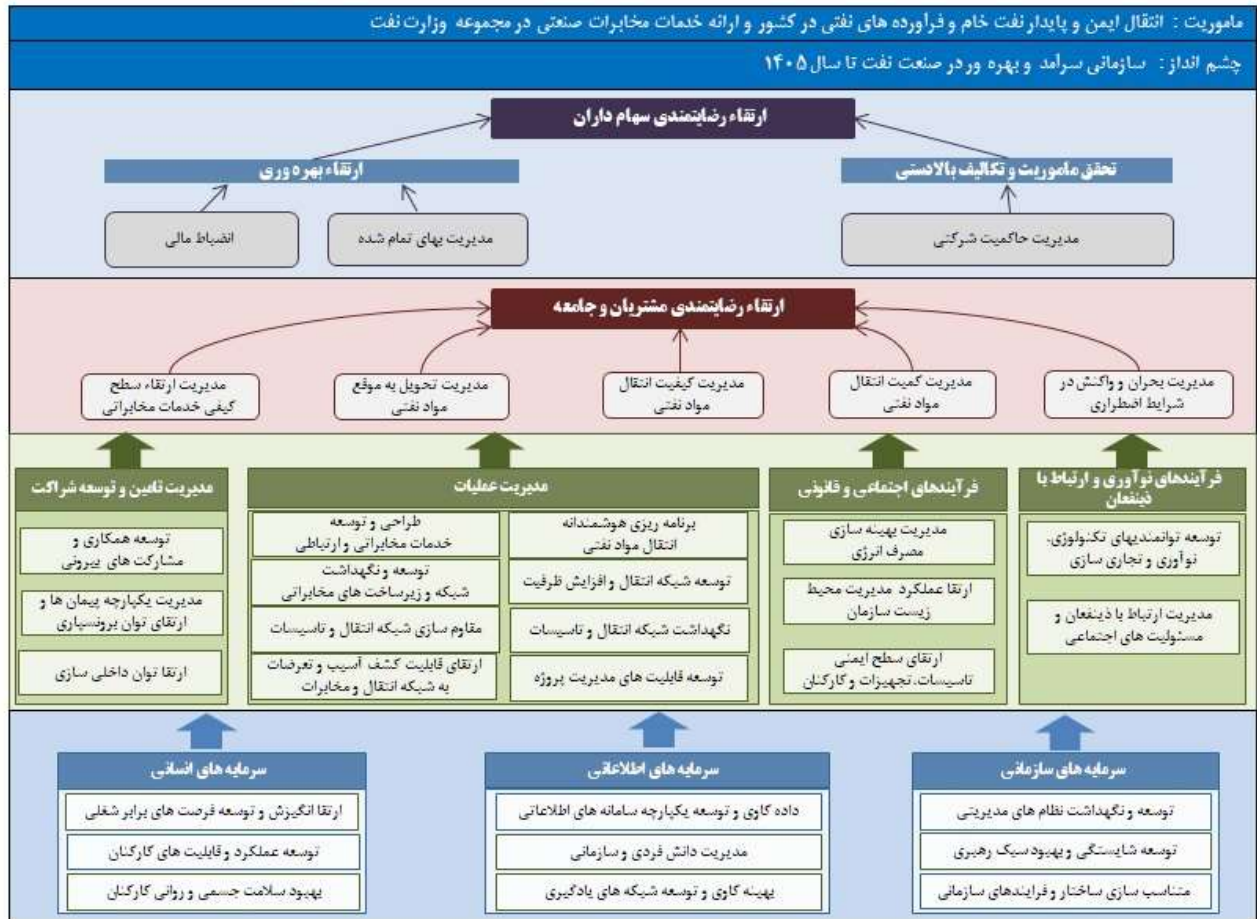 ماموریت : انتقال ایمن و پایدار نفت خام و فرآورده های نفتی در کشور و ارائه خدمات مخابرات صنعتی در مجموعه وزارت نفت
چشم انداز : سازمانی سرآمد و بهره ور در صنعت نفت تا سال ۱۴۰۵
ارتقاء رضایتمندی سهام داران
تحقق ماموریت و تکالیف بالادستی
ارتقاء بهره وری
مدیریت حاکمیت شرکتی
مدیریت بهای تمام شده
انضباط مالی
ارتقاء رضایتمندی مشتریان و جامعه
مدیریت بحران و واکنش در
شرایط اضطراری
مدیریت کمیت انتقال
مواد نفتی
مدیریت کیفیت انتقال
مواد نفتی
مدیریت تحویل به موقع
مواد نفتی
مدیریت ارتقاء سطح
کیفی خدمات مخابراتی
فرآیندهای نوآوری و ارتباط با
ذینفعان
توسعه توانمندیهای تکنولوژی،
نوآوری و تجاری سازی
مدیریت ارتباط با ذینفعان و
مسئولیت های اجتماعی
فرآیندهای اجتماعی و قانونی
مدیریت بهینه سازی
مصرف انرژی
ارتقا عملکرد مدیریت محیط
زیست سازمان
ارتقای سطح ایمنی
تاسیسات، تجهیزات و کارکنان
مدیریت عملیات
برنامه ریزی هوشمندانه
انتقال مواد نفتی
توسعه شبکه انتقال و افزایش ظرفیت
نگهداشت شبکه انتقال و تاسیسات
توسعه قابلیت های مدیریت پروژه
طراحی و توسعه
خدمات مخابراتی و ارتباطی
توسعه و نگهداشت
شبکه و زیرساخت های مخابراتی
مقاوم سازی شبکه انتقال و تاسیسات
ارتقای قابلیت کشف آسیب و تعرضات
به شبکه انتقال و مخابرات
مدیریت تامین و توسعه شراکت
توسعه همکاری و
مشارکت های بیرونی
مدیریت یکپارچه پیمان ها و
ارتقای توان برونسپاری
ارتقا توان داخلی سازی
سرمایه های سازمانی
توسعه و نگهداشت نظام های مدیریتی
توسعه شایستگی و بهبود سبک رهبری
متناسب سازی ساختار و فرایندهای سازمانی
سرمایه های اطلاعاتی
داده کاوی و توسعه یکپارچه سامانه های اطلاعاتی
مدیریت دانش فردی و سازمانی
بهینه کاوی و توسعه شبکه های یادگیری
سرمایه های انسانی
ارتقا انگیزش و توسعه فرصت های برابر شغلی
توسعه عملکرد و قابلیت های کارکنان
بهبود سلامت جسمی و روانی کارکنان